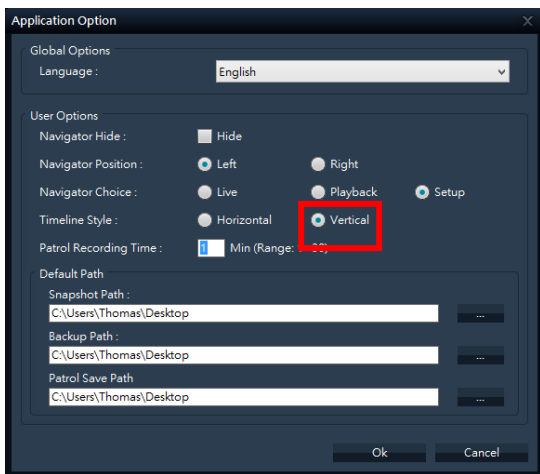 Application Option
Global Options
Language : English
User Options
Navigator Hide : Hide
Navigator Position : Left Right
Navigator Choice : Live Playback Setup
Timeline Style : Horizontal Vertical
Patrol Recording Time : 1 Min (Range:
Default Path
Snapshot Path :
C:\Users\Thomas\Desktop ...
Backup Path :
C:\Users\Thomas\Desktop ...
Patrol Save Path
C:\Users\Thomas\Desktop ...
Ok Cancel